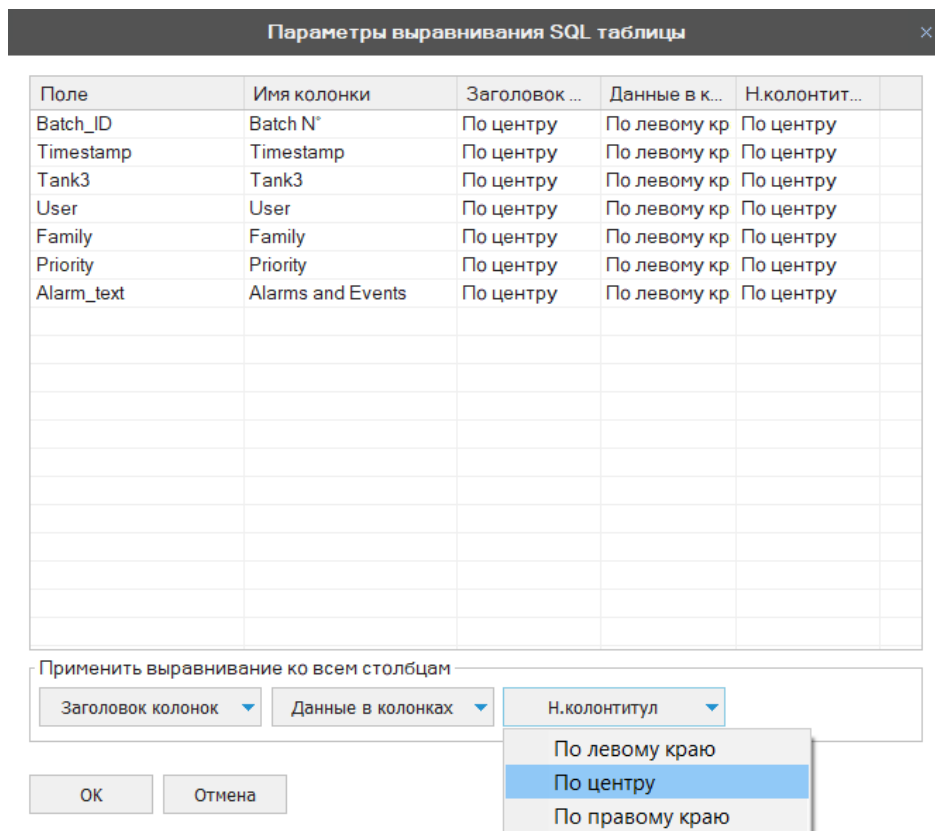 Параметры выравнивания SQL таблицы ×
Поле Имя колонки Заголовок ... Данные в к... Н.колонтит...
Batch_ID Batch N° По центру По левому кр По центру
Timestamp Timestamp По центру По левому кр По центру
Tank3 Tank3 По центру По левому кр По центру
User User По центру По левому кр По центру
Family Family По центру По левому кр По центру
Priority Priority По центру По левому кр По центру
Alarm_text Alarms and Events По центру По левому кр По центру
Применить выравнивание ко всем столбцам
Заголовок колонок Данные в колонках Н.колонтитул
По левому краю
По центру
OK Отмена
По правому краю